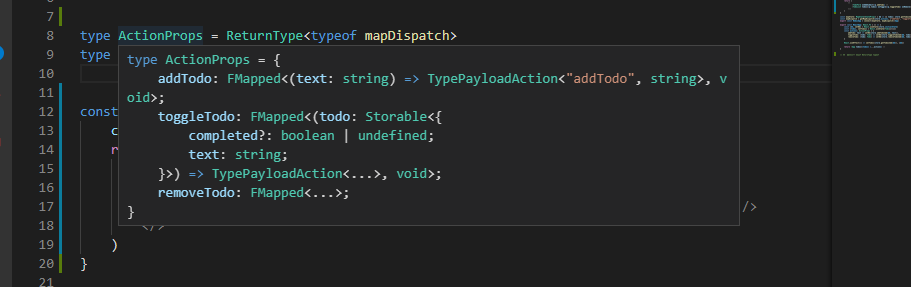 7
8 type ActionProps = ReturnType<typeof mapDispatch>
9 type
10
11
12 const
13 c
14 r
15
16
17 />
18 </>
19 )
20 }
21
type ActionProps = {
addTodo: FMapped<(text: string) => TypePayloadAction<"addTodo", string>, v
oid>;
toggleTodo: FMapped<(todo: Storable<{
completed?: boolean | undefined;
text: string;
}>) => TypePayloadAction<...>, void>;
removeTodo: FMapped<...>;
}